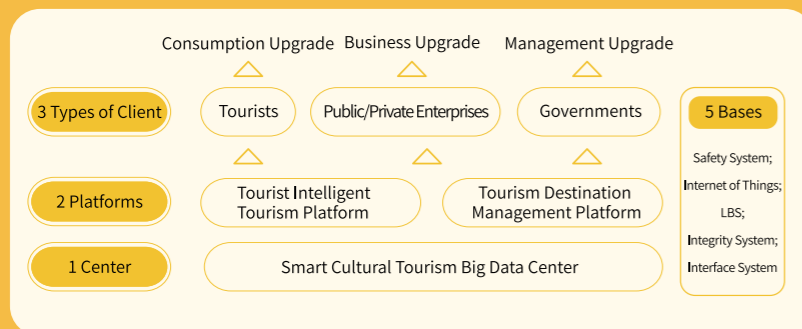 Consumption Upgrade
Business Upgrade
Management Upgrade
3 Types of Client
Tourists
Public/Private Enterprises
Governments
2 Platforms
Tourist Intelligent
Tourism Platform
Tourism Destination
Management Platform
1 Center
Smart Cultural Tourism Big Data Center
5 Bases
Safety System;
Internet of Things;
LBS;
Integrity System;
Interface System